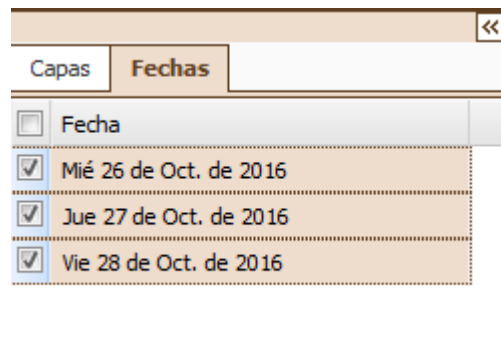 «
Capas Fechas
Fecha
Mié 26 de Oct. de 2016
Jue 27 de Oct. de 2016
Vie 28 de Oct. de 2016